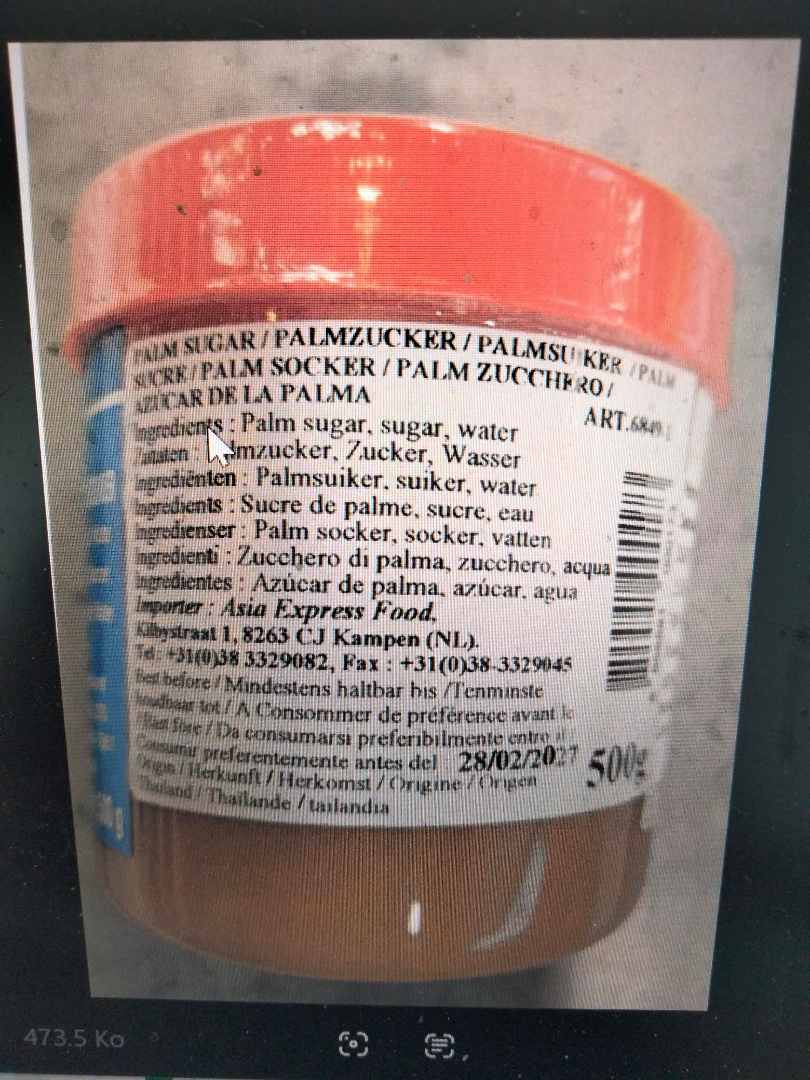 PALM SUGAR / PALMZUCKER / PALMSUIKER / PALM
SUCRE / PALM SOCKER / PALM ZUCCHERO /
AZUCAR DE LA PALMA
ART.6849
Ingredients : Palm sugar, sugar, water
Zutaten : Zucker, Wasser
Ingrediënten : Palmsuiker, suiker, water
Ingredients : Sucre de palme, sucre, eau
Ingredienser : Palm socker, socker, vatten
Ingredienti : Zucchero di palma, zucchero, acqua
Ingredientes : Azúcar de palma, azúcar, agua
Importer : Asia Express Food,
Kilbystraat 1, 8263 CJ Kampen (NL).
Tel: +31(0)38 3329082, Fax : +31(0)38-3329045
Best before / Mindestens haltbar bis /Tenminste
houdbaar tot / A Consommer de préférence avant le
/Bäst före / Da consumarsi preferibilmente entro il
Consumir preferentemente antes del 28/02/2027
500g
Origin / Herkunft / Herkomst / Origine / Origen
Thailand / Thaïlande / tailandia
473.5 Ko